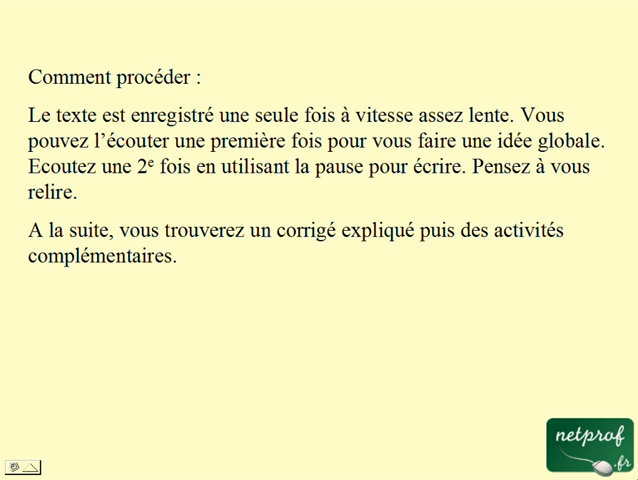 Comment procéder :
Le texte est enregistré une seule fois à vitesse assez lente. Vous
pouvez l’écouter une première fois pour vous faire une idée globale.
Ecoutez une 2e fois en utilisant la pause pour écrire. Pensez à vous
relire.
A la suite, vous trouverez un corrigé expliqué puis des activités
complémentaires.
netprof
.fr